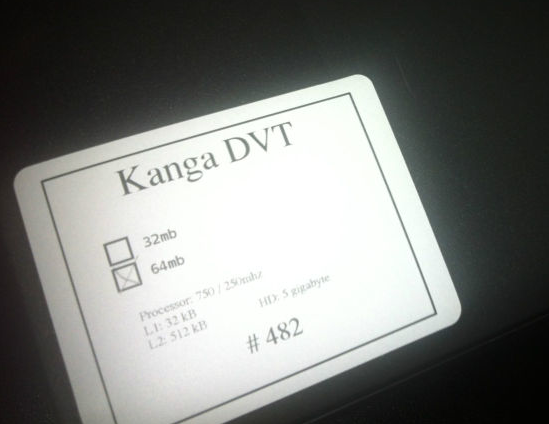 Kanga DVT
32mb
64mb
Processor: 750 / 250mhz
L1: 32 kB HD: 5 gigabyte
L2: 512 kB
# 482